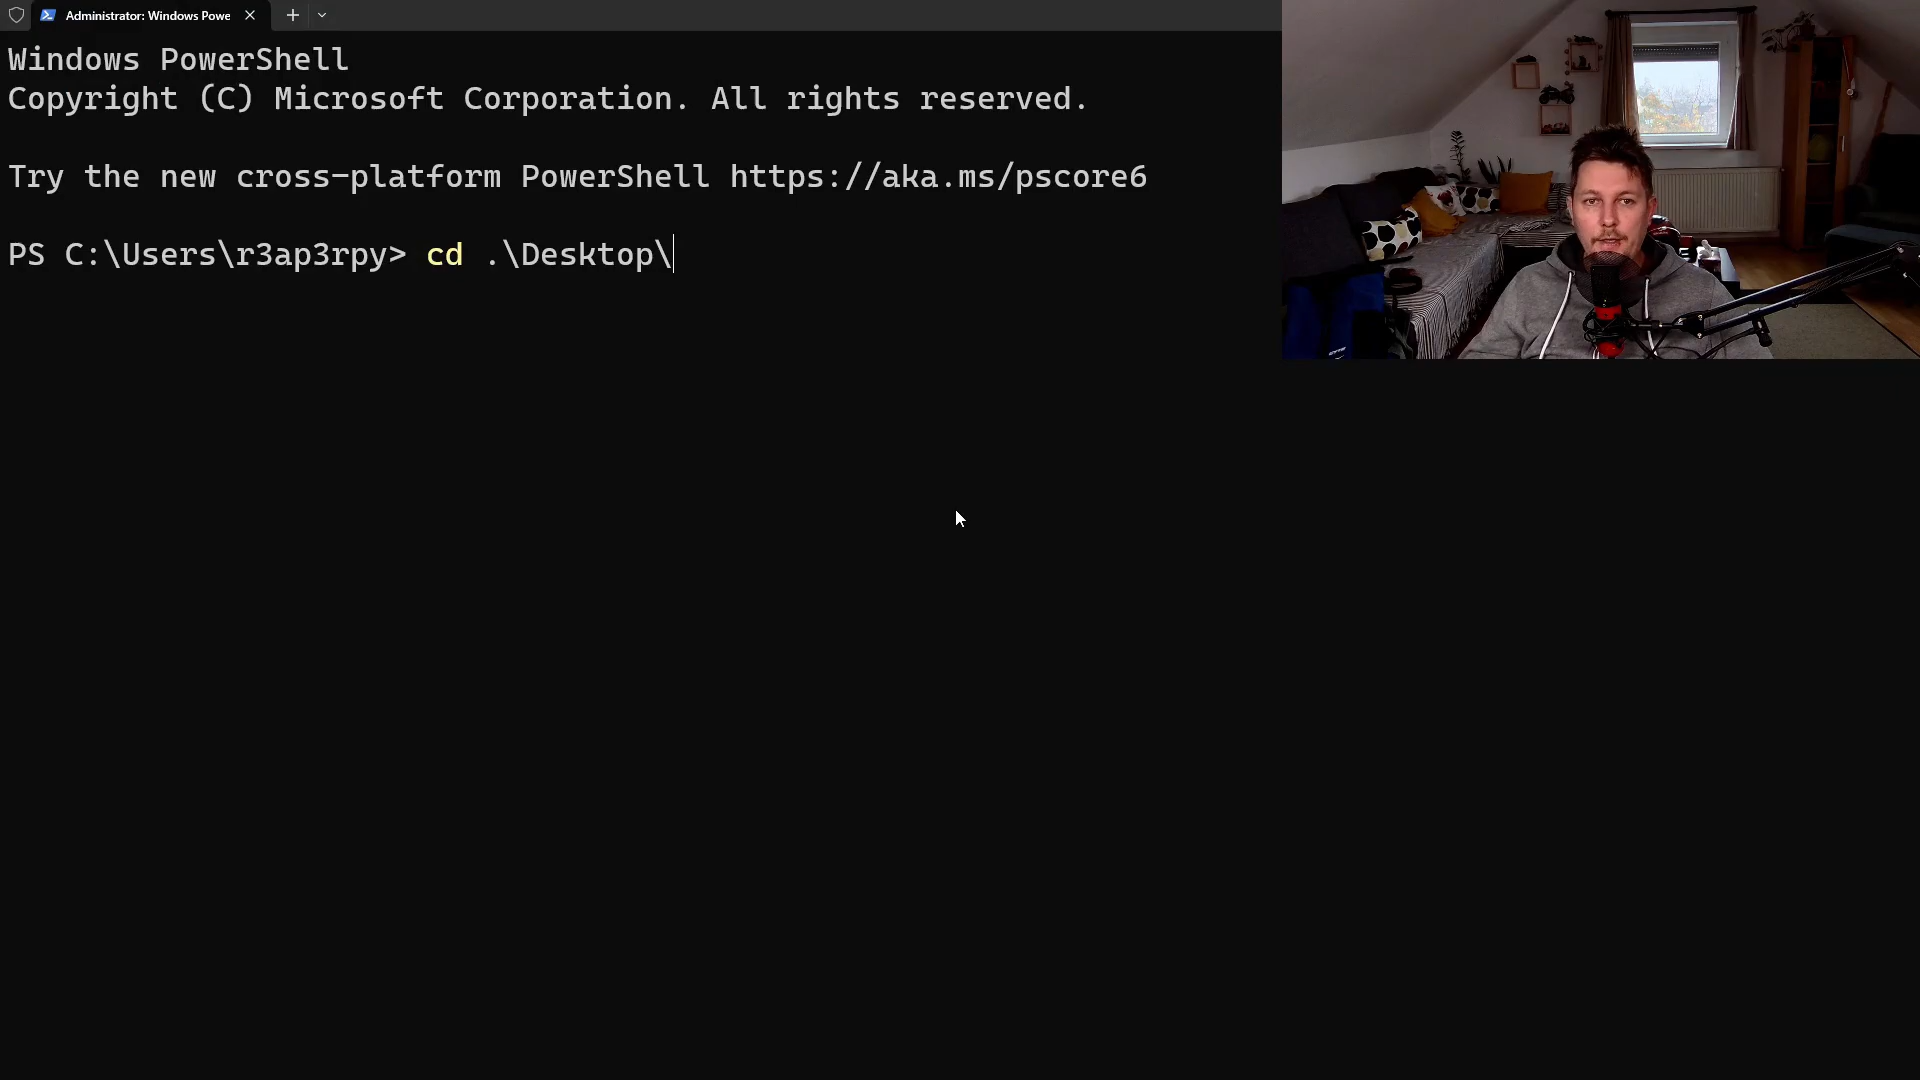 Administrator: Windows Powe
Windows PowerShell
Copyright (C) Microsoft Corporation. All rights reserved.
Try the new cross-platform PowerShell https://aka.ms/pscore6
PS C:\Users\r3ap3rpy> cd .\Desktop\